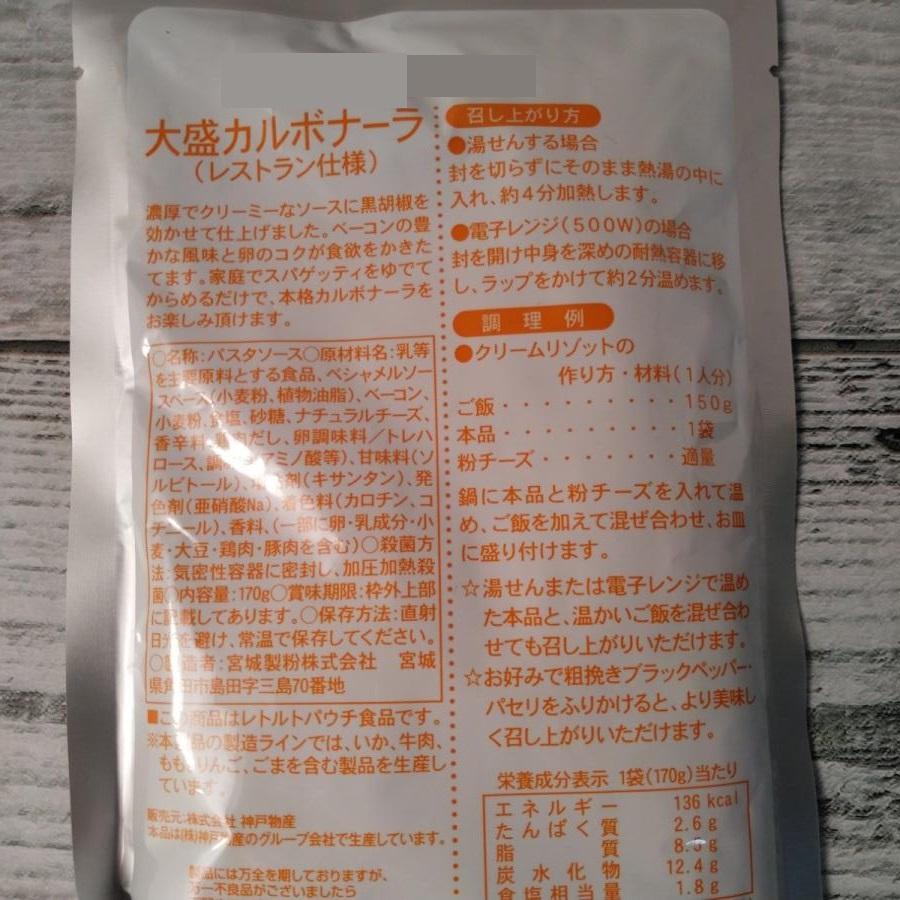 大盛カルボナーラ
(レストラン仕様)
濃厚でクリーミーなソースに黒胡椒を
効かせて仕上げました。ベーコンの豊
かな風味と卵のコクが食欲をかきた
てます。家庭でスパゲッティをゆでて
からめるだけで、本格カルボナーラを
お楽しみ頂けます。
○名称:パスタソース○原材料名:乳等
を主要原料とする食品、ベシャメルソー
スベース(小麦粉、植物油脂)、ベーコン、
小麦粉、食塩、砂糖、ナチュラルチーズ、
香辛料、鶏肉だし、卵調味料/トレハ
ロース、調味料(アミノ酸等)、甘味料(ソ
ルビトール)、増粘剤(キサンタン)、発
色剤(亜硝酸Na)、着色料(カロチン、コ
チニール)、香料、(一部に卵・乳成分・小
麦・大豆・鶏肉・豚肉を含む)○殺菌方
法:気密性容器に密封し、加圧加熱殺
菌○内容量:170g○賞味期限:枠外上部
に記載してあります。○保存方法:直射
日光を避け、常温で保存してください。
○製造者:宮城製粉株式会社 宮城
県角田市島田字三島70番地
■この商品はレトルトパウチ食品です。
※本製品の製造ラインでは、いか、牛肉、
もも、りんご、ごまを含む製品を生産し
ています。
販売元:株式会社 神戸物産
本品は(株)神戸物産のグループ会社で生産しています。
製品には万全を期しておりますが、
万一不良品がございましたら
召し上がり方
●湯せんする場合
封を切らずにそのまま熱湯の中に
入れ、約4分加熱します。
●電子レンジ(500W)の場合
封を開け中身を深めの耐熱容器に移
し、ラップをかけて約2分温めます。
調理例
●クリームリゾットの
作り方・材料(1人分)
ご飯・・・・・・・・・150g
本品・・・・・・・・・1袋
粉チーズ・・・・・・・適量
鍋に本品と粉チーズを入れて温
め、ご飯を加えて混ぜ合わせ、お皿
に盛り付けます。
☆湯せんまたは電子レンジで温め
た本品と、温かいご飯を混ぜ合わ
せても召し上がりいただけます。
☆お好みで粗挽きブラックペッパー・
パセリをふりかけると、より美味し
く召し上がりいただけます。
栄養成分表示 1袋(170g)当たり
エネルギー 136kcal
たんぱく質 2.6g
脂質
炭水化物 12.4g
食塩相当量 1.8g